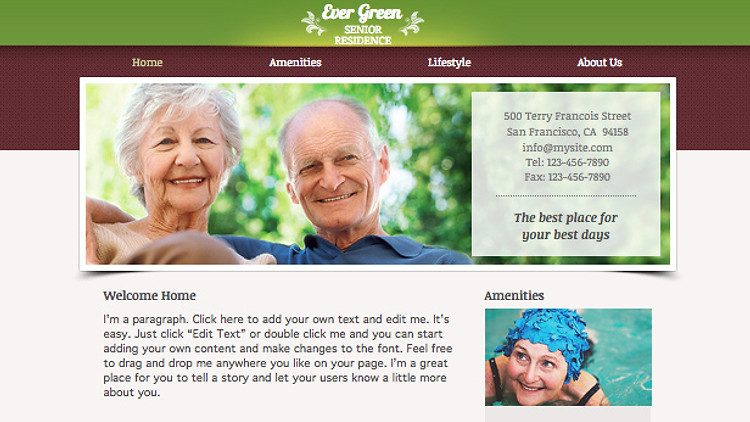 Ever Green
SENIOR
RESIDENCE
Home
Amenities
Lifestyle
About Us
500 Terry Francois Street
San Francisco, CA  94158
info@mysite.com
Tel: 123-456-7890
Fax: 123-456-7890
The best place for
your best days
Welcome Home
I'm a paragraph. Click here to add your own text and edit me. It's
easy. Just click “Edit Text” or double click me and you can start
adding your own content and make changes to the font. Feel free
to drag and drop me anywhere you like on your page. I'm a great
place for you to tell a story and let your users know a little more
about you.
Amenities